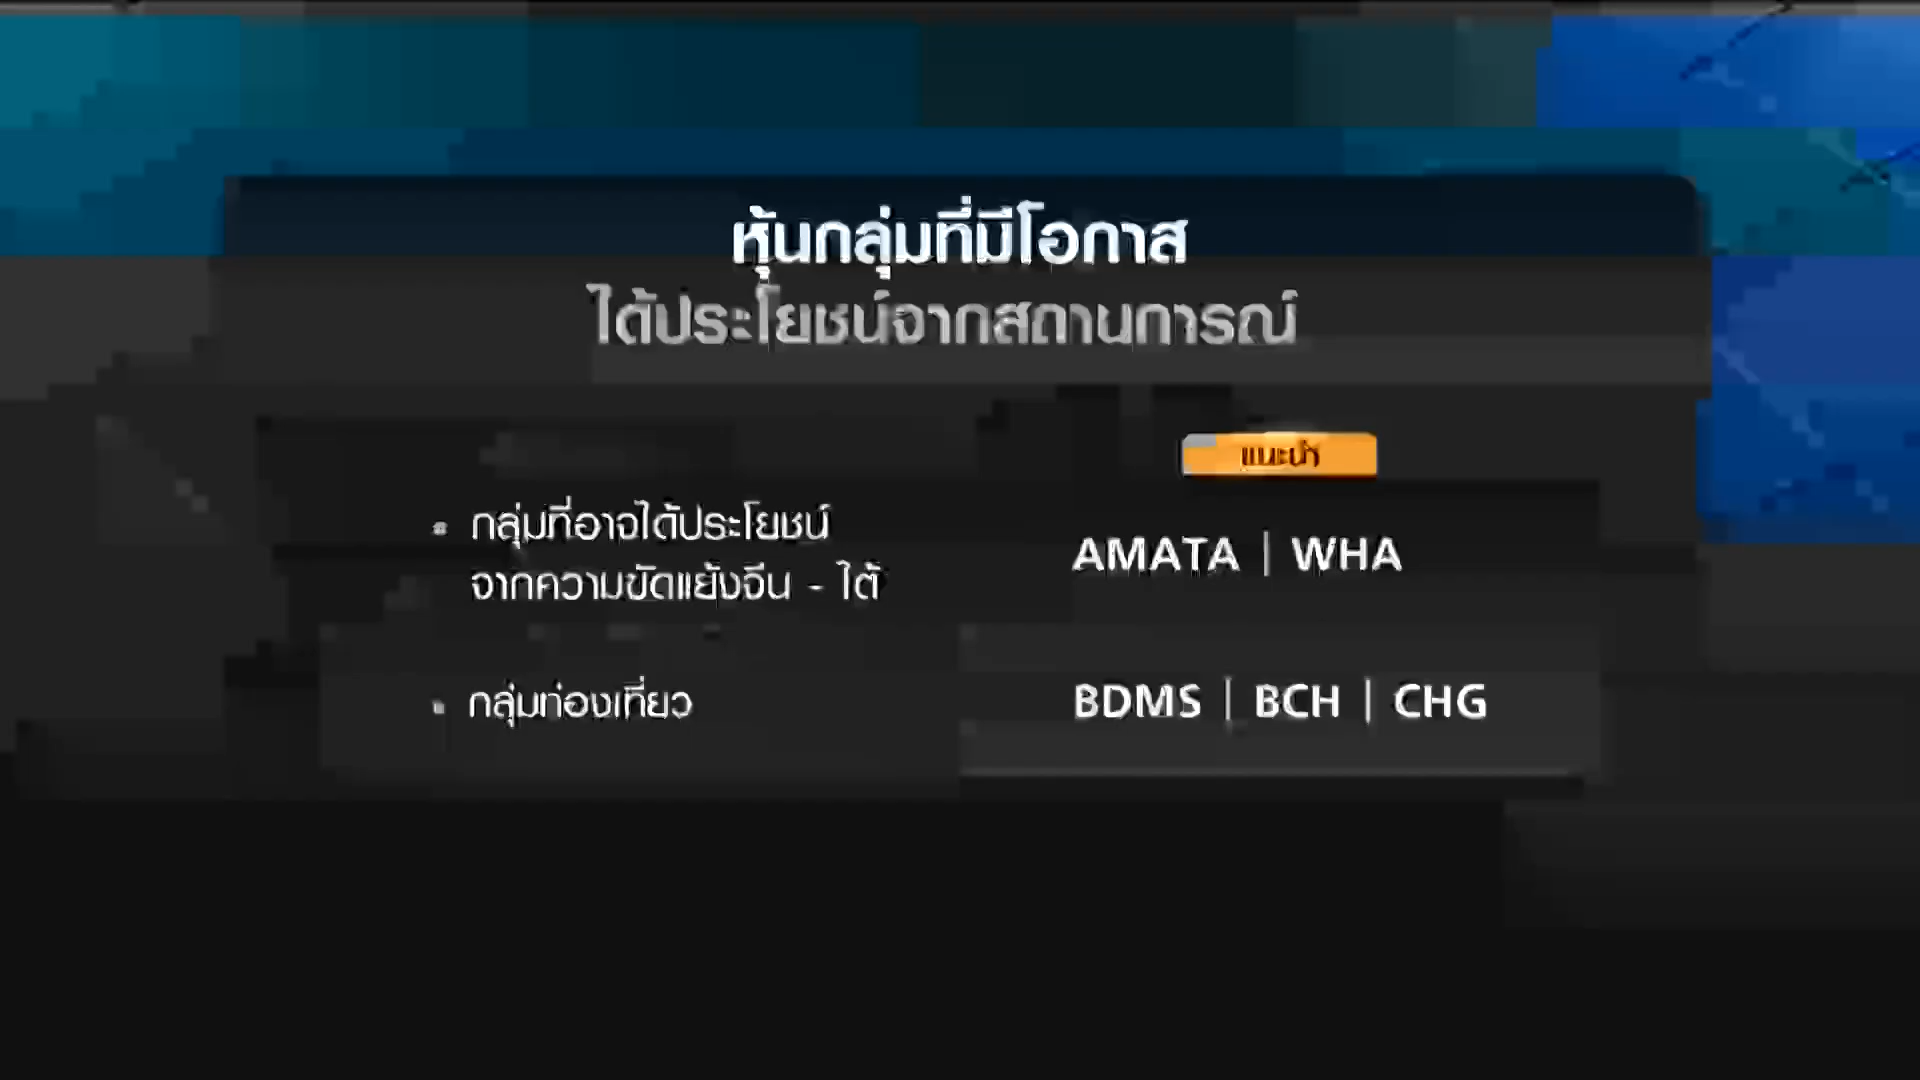 หุ้นกลุ่มที่มีโอกาส
ได้ประโยชน์จากสถานการณ์
แนะนำ
กลุ่มที่อาจได้ประโยชน์
จากความขัดแย้งจีน - ไต้
AMATA | WHA
กลุ่มท่องเที่ยว
BDMS | BCH | CHG